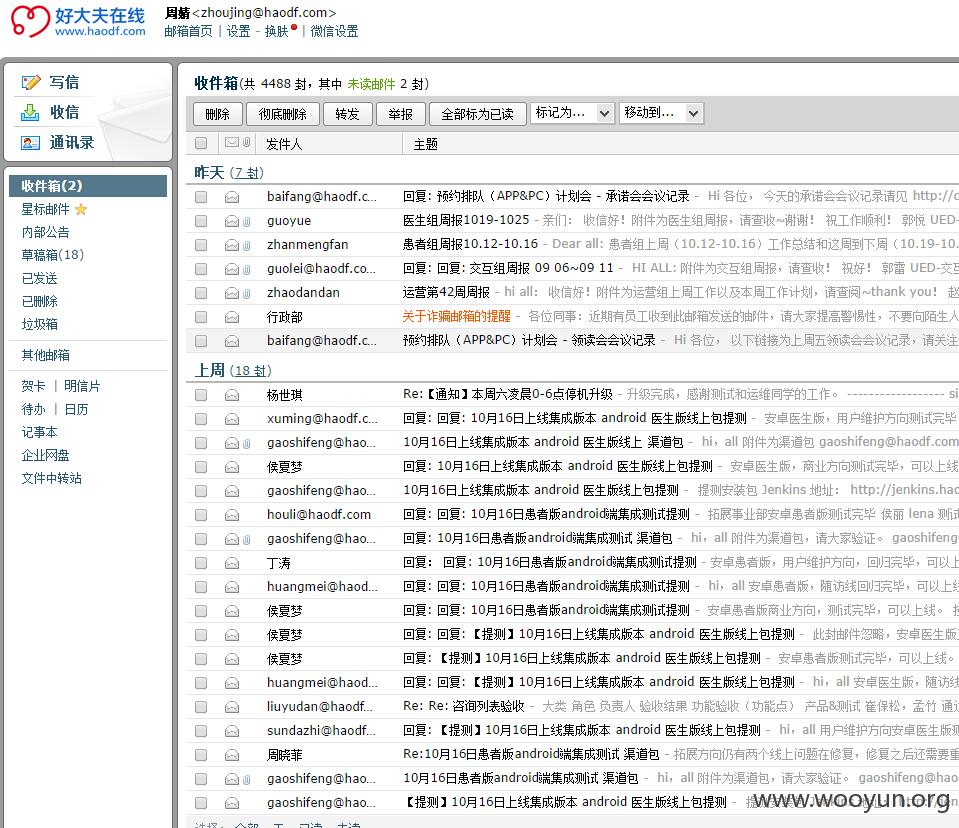 好大夫在线
www.haodf.com
周婧<zhoujing@haodf.com>
邮箱首页 | 设置 - 换肤 | 微信设置
写信
收信
通讯录
收件箱(2)
星标邮件
内部公告
草稿箱(18)
已发送
已删除
垃圾箱
其他邮箱
贺卡 | 明信片
待办 | 日历
记事本
企业网盘
文件中转站
收件箱(共 4488 封，其中 未读邮件 2 封)
删除 彻底删除 转发 举报 全部标为已读 标记为... 移动到...
发件人 主题
昨天 (7 封)
baifang@haodf.c... 回复: 预约排队（APP&PC）计划会 - 承诺会会议记录 - Hi 各位， 今天的承诺会会议记录请见 http://c
guoyue 医生组周报1019-1025 - 亲们： 收信好！附件为医生组周报，请查收~谢谢！ 祝工作顺利！ 郭悦 UED-
zhanmengfan 患者组周报10.12-10.16 - Dear all: 患者组上周（10.12-10.16）工作总结和这周到下周（10.19-10.
guolei@haodf.co... 回复: 回复: 交互组周报 09 06~09 11 - HI ALL: 附件为交互组周报，请查收！ 祝好！ 郭雷 UED-交互
zhaodandan 运营第42周周报 - hi all： 收信好！附件为运营组上周工作以及本周工作计划，请查阅~thank you！ 赵
行政部 关于诈骗邮箱的提醒 - 各位同事：近期有员工收到此邮箱发送的邮件，请大家提高警惕性，不要向陌生人
baifang@haodf.c... 预约排队（APP&PC）计划会 - 领读会会议记录 - Hi 各位， 以下链接为上周五领读会会议记录，请关注
上周 (18 封)
杨世琪 Re:【通知】本周六凌晨0-6点停机升级 - 升级完成，感谢测试和运维同学的工作。 ----------------- si
xuming@haodf.c... 回复: 回复: 10月16日上线集成版本 android 医生版线上包提测 - 安卓医生版，用户维护方向测试完毕
gaoshifeng@hao... 10月16日上线集成版本 android 医生版线上 渠道包 - hi，all 附件为渠道包 gaoshifeng@haodf.com
侯夏梦 回复: 10月16日上线集成版本 android 医生版线上包提测 - 安卓医生版，商业方向测试完毕，可以上线
gaoshifeng@hao... 10月16日上线集成版本 android 医生版线上包提测 - 提测安装包 Jenkins 地址： http://jenkins.hao
houli@haodf.com 回复: 回复: 10月16日患者版android端集成测试提测 - 拓展事业部安卓患者版测试完毕 侯丽 lena 测试
gaoshifeng@hao... 回复: 10月16日患者版android端集成测试 渠道包 - hi，all 附件为渠道包，请大家验证。 gaoshifeng
丁涛 回复： 回复: 10月16日患者版android端集成测试提测 - 安卓患者版，用户维护方向，回归完毕，可以上
huangmei@haod... 回复: 回复: 10月16日患者版android端集成测试提测 - hi，all 安卓患者版，随访线回归完毕，可以上线
侯夏梦 回复: 回复: 10月16日患者版android端集成测试提测 - 安卓患者版商业方向，测试完毕，可以上线。
侯夏梦 回复: 回复: 【提测】10月16日上线集成版本 android 医生版线上包提测 - 此封邮件忽略，安卓医生版
侯夏梦 回复: 【提测】10月16日上线集成版本 android 医生版线上包提测 - 安卓患者版测试完毕，可以上线。
huangmei@haod... 回复: 回复: 【提测】10月16日上线集成版本 android 医生版线上包提测 - hi，all 安卓医生版，随访线
liuyudan@haodf... Re: Re: 咨询列表验收 - 大类 角色 负责人 验收结果 功能验收（功能点） 产品&测试 崔保松，孟竹 通过
sundazhi@haodf... 回复: 【提测】10月16日上线集成版本 android 医生版线上包提测 - hi，all 用户维护方向安卓医生版测
周晓菲 Re:10月16日患者版android端集成测试 渠道包 - 拓展方向仍有两个线上问题在修复，修复之后还需要重
gaoshifeng@hao... 10月16日患者版android端集成测试 渠道包 - hi，all 附件为渠道包，请大家验证。 gaoshifeng@hao
gaoshifeng@hao... 【提测】10月16日上线集成版本 android 医生版线上包提测
www.wooyun.org